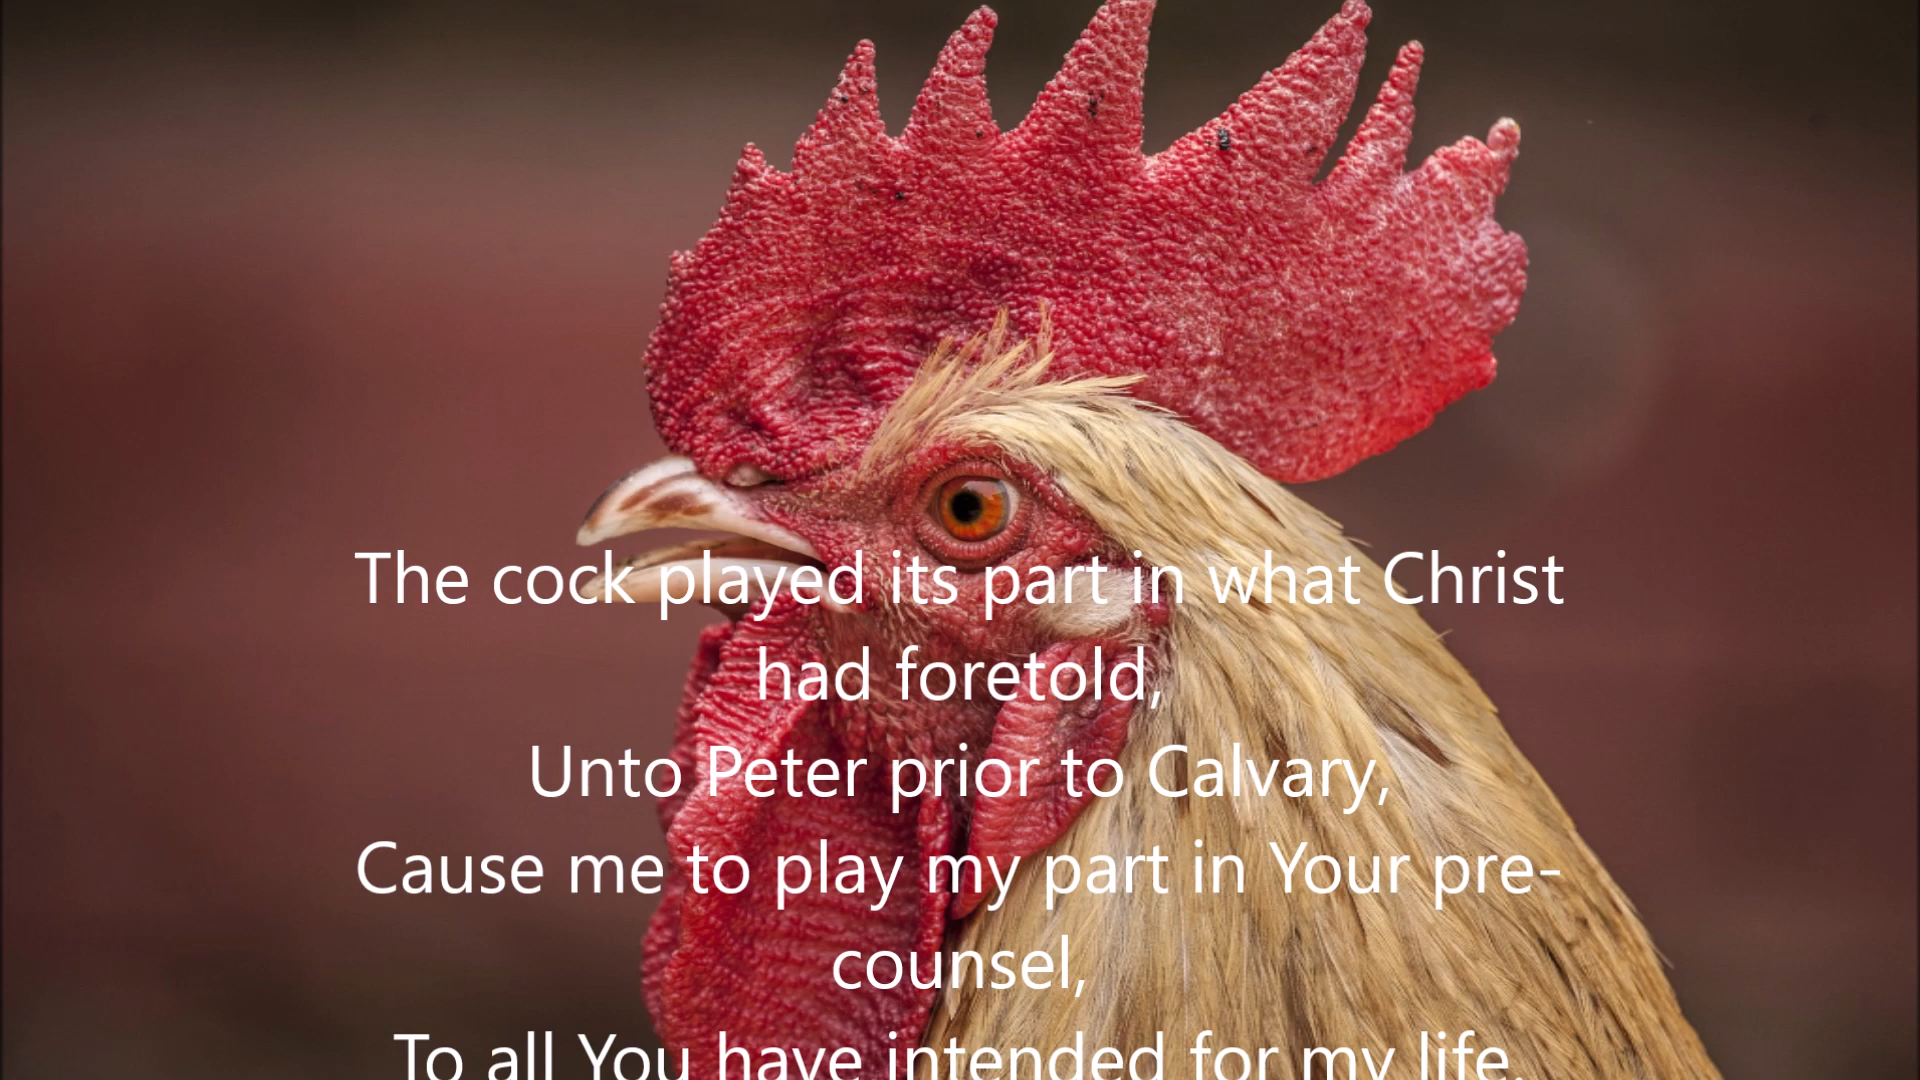 The cock played its part in what Christ
had foretold,
Unto Peter prior to Calvary,
Cause me to play my part in Your pre-
counsel,
To all You have intended for my life.